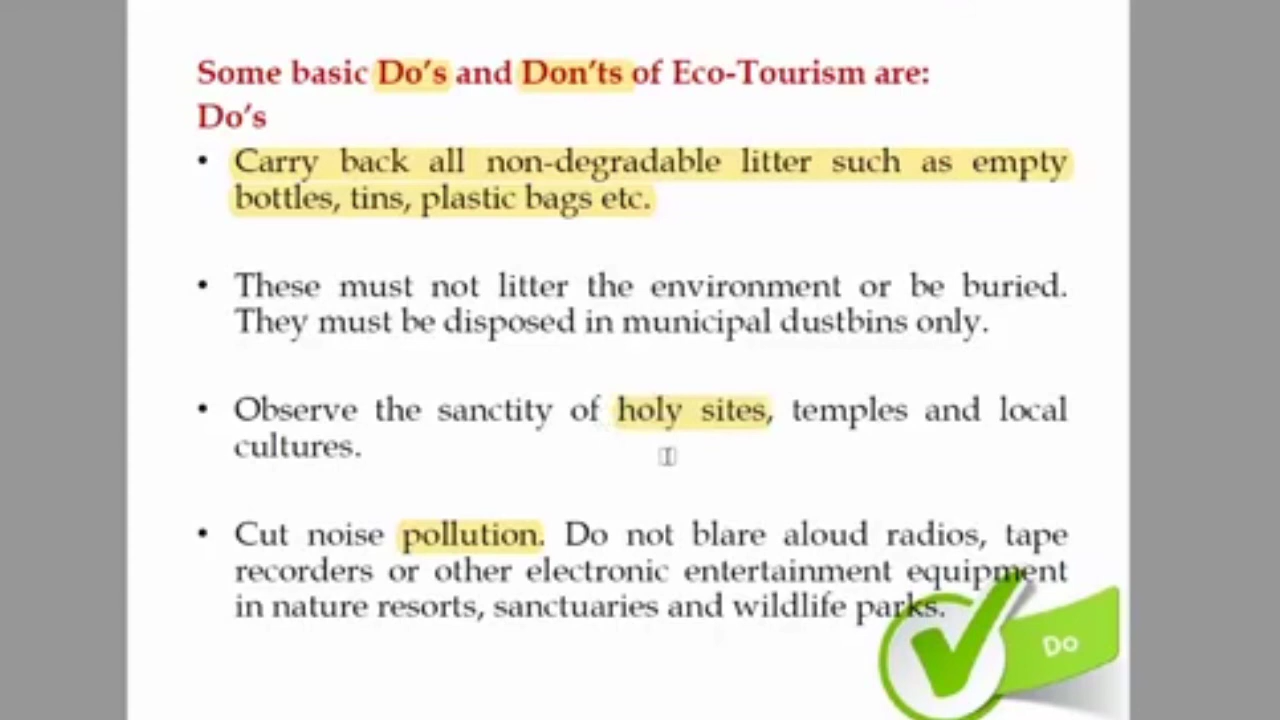 Some basic Do's and Don'ts of Eco-Tourism are:
Do's
• Carry back all non-degradable litter such as empty
bottles, tins, plastic bags etc.
• These must not litter the environment or be buried.
They must be disposed in municipal dustbins only.
• Observe the sanctity of holy sites, temples and local
cultures.
• Cut noise pollution. Do not blare aloud radios, tape
recorders or other electronic entertainment equipment
in nature resorts, sanctuaries and wildlife parks.
Do